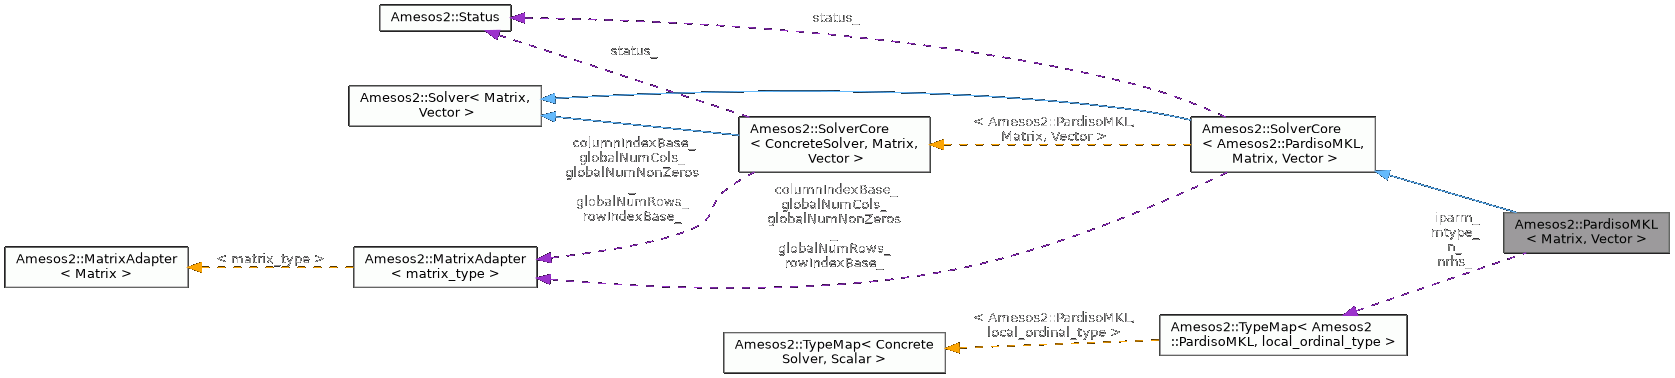 Amesos2::Status
status_
status_
Amesos2::Solver< Matrix,
Vector >
Amesos2::SolverCore
< ConcreteSolver, Matrix,
Vector >
< Amesos2::PardisoMKL,
Matrix, Vector >
Amesos2::SolverCore
< Amesos2::PardisoMKL,
Matrix, Vector >
columnIndexBase_
globalNumCols_
globalNumNonZeros
_
globalNumRows_
rowIndexBase_
columnIndexBase_
globalNumCols_
globalNumNonZeros
_
globalNumRows_
rowIndexBase_
iparm_
mtype_
n_
nrhs_
Amesos2::PardisoMKL
< Matrix, Vector >
Amesos2::MatrixAdapter
< Matrix >
< matrix_type >
Amesos2::MatrixAdapter
< matrix_type >
Amesos2::TypeMap< Concrete
Solver, Scalar >
< Amesos2::PardisoMKL,
local_ordinal_type >
Amesos2::TypeMap< Amesos2
::PardisoMKL, local_ordinal_type >